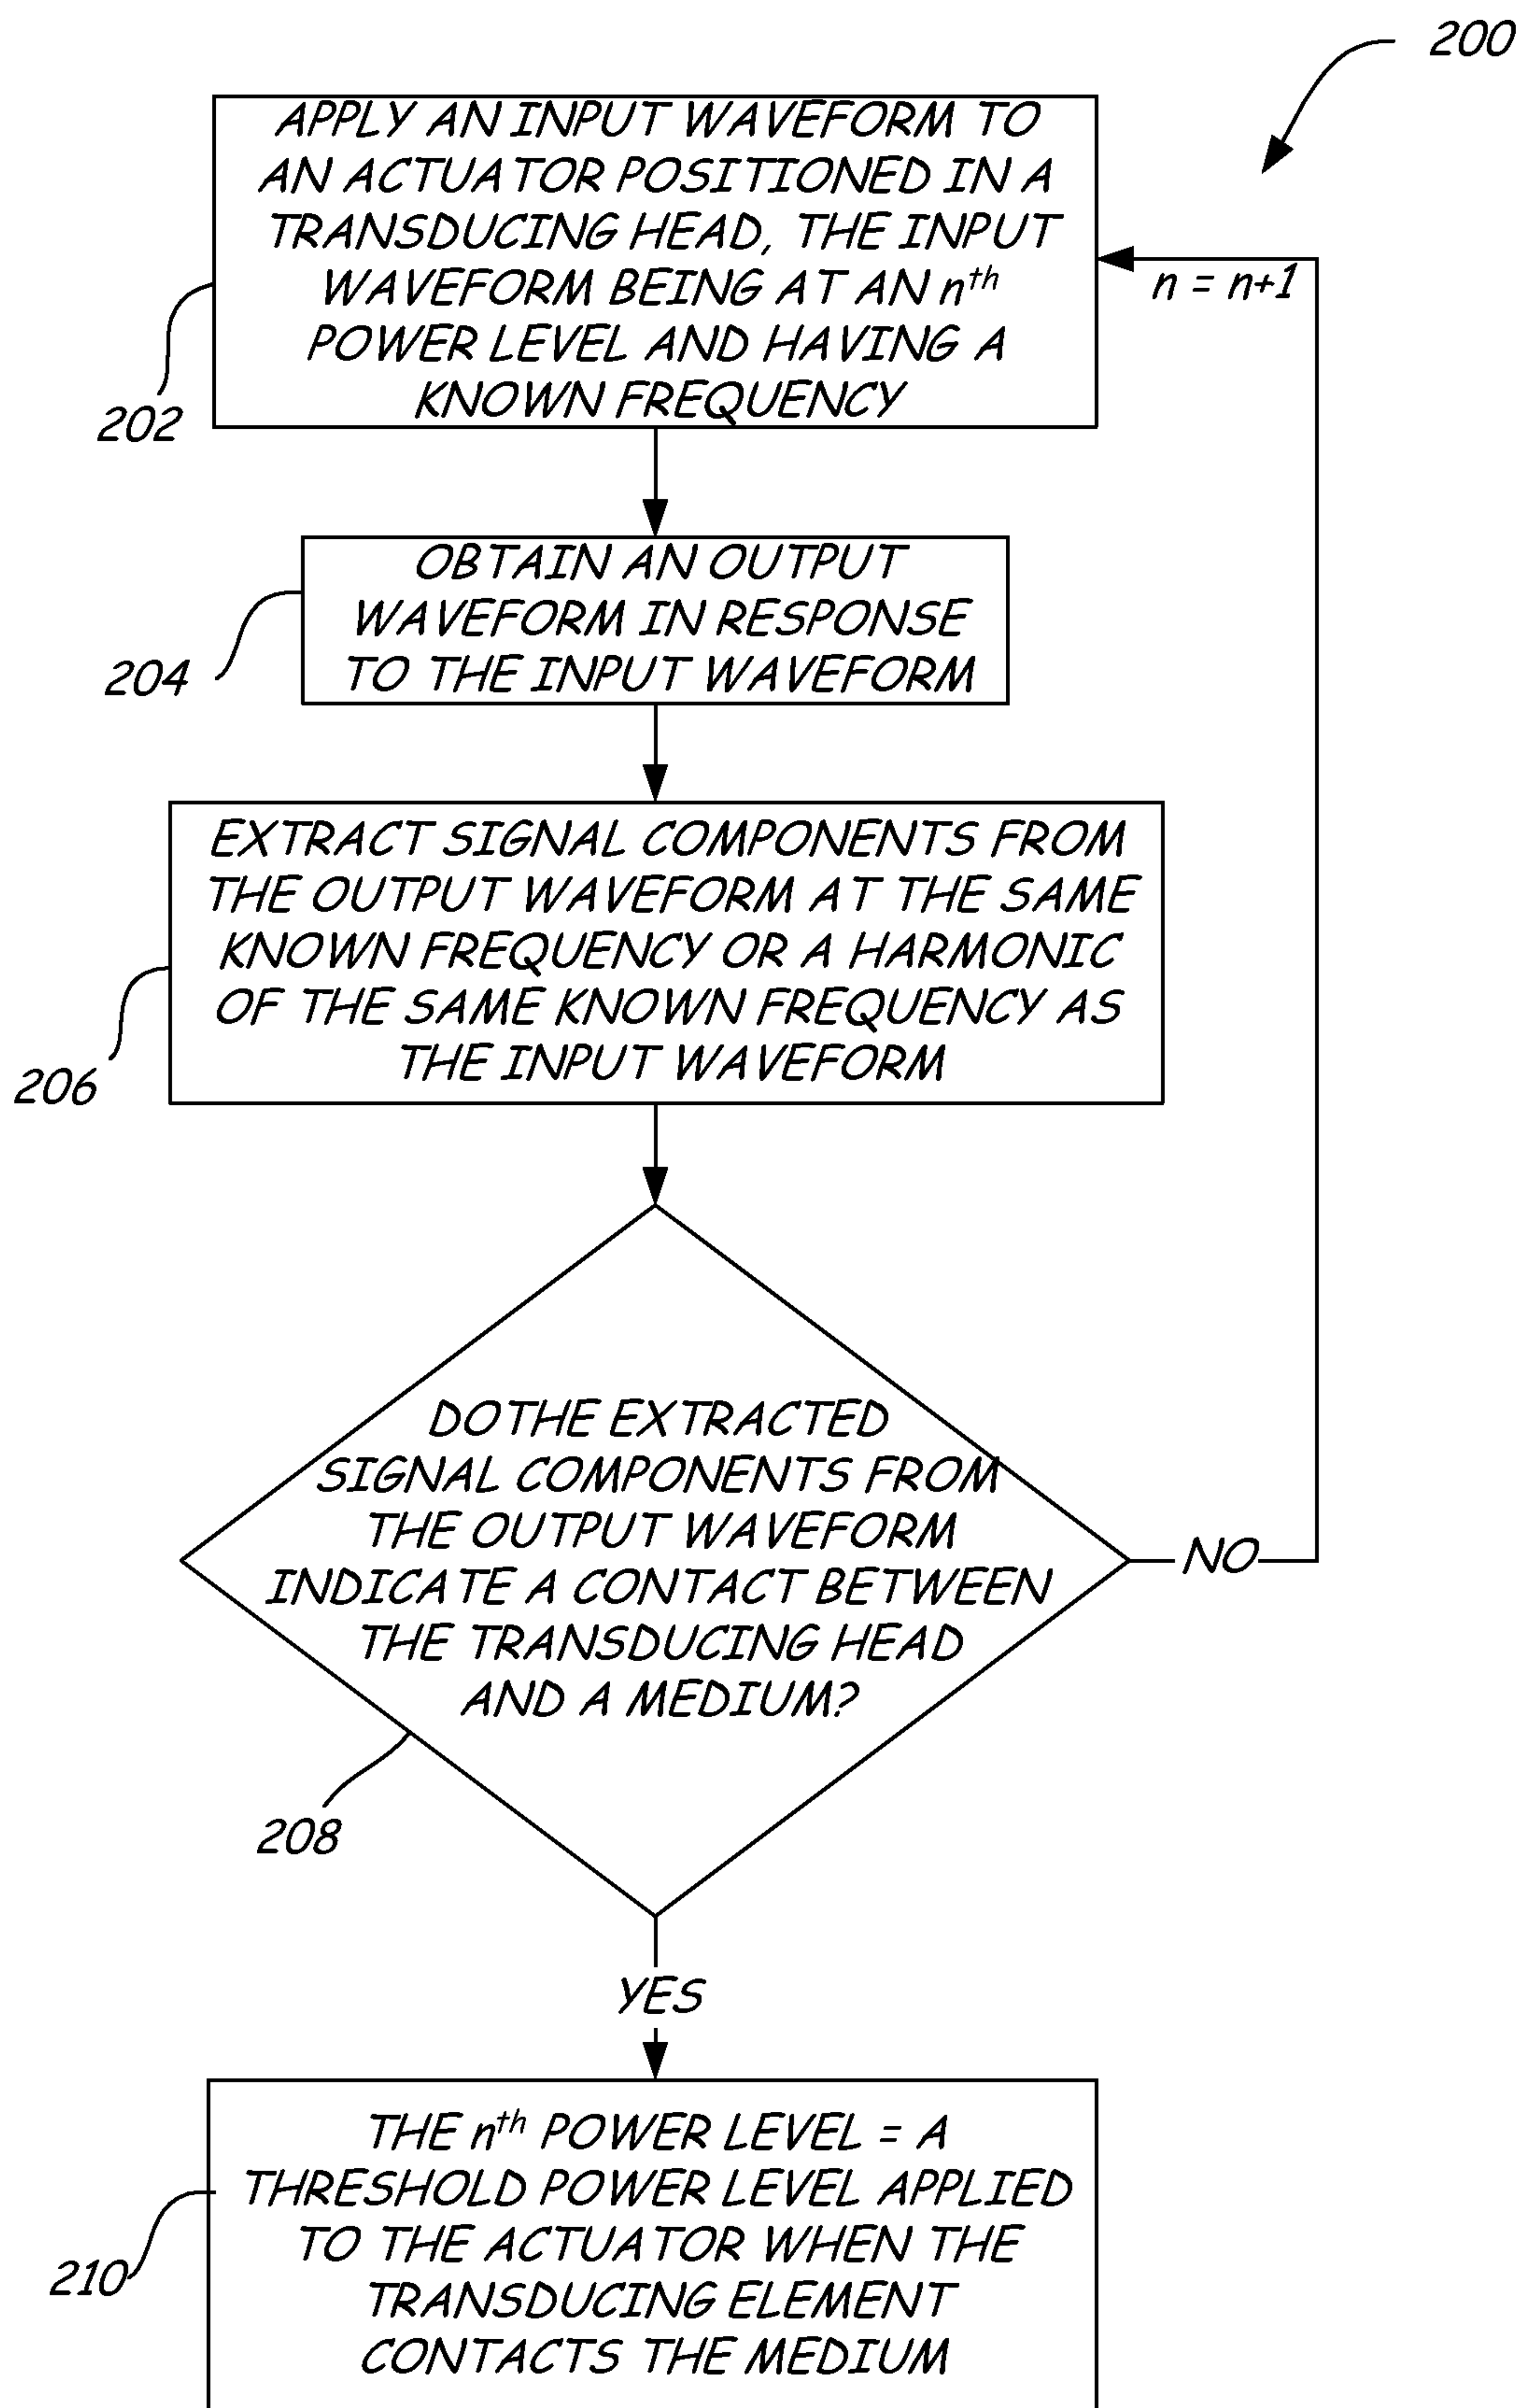 200
APPLY AN INPUT WAVEFORM TO
AN ACTUATOR POSITIONED IN A
TRANSDUCING HEAD, THE INPUT
WAVEFORM BEING AT AN nth
POWER LEVEL AND HAVING A
KNOWN FREQUENCY
n = n+1
202
OBTAIN AN OUTPUT
WAVEFORM IN RESPONSE
TO THE INPUT WAVEFORM
204
EXTRACT SIGNAL COMPONENTS FROM
THE OUTPUT WAVEFORM AT THE SAME
KNOWN FREQUENCY OR A HARMONIC
OF THE SAME KNOWN FREQUENCY AS
THE INPUT WAVEFORM
206
DOTHE EXTRACTED
SIGNAL COMPONENTS FROM
THE OUTPUT WAVEFORM
INDICATE A CONTACT BETWEEN
THE TRANSDUCING HEAD
AND A MEDIUM?
NO
208
YES
THE nth POWER LEVEL = A
THRESHOLD POWER LEVEL APPLIED
TO THE ACTUATOR WHEN THE
TRANSDUCING ELEMENT
CONTACTS THE MEDIUM
210